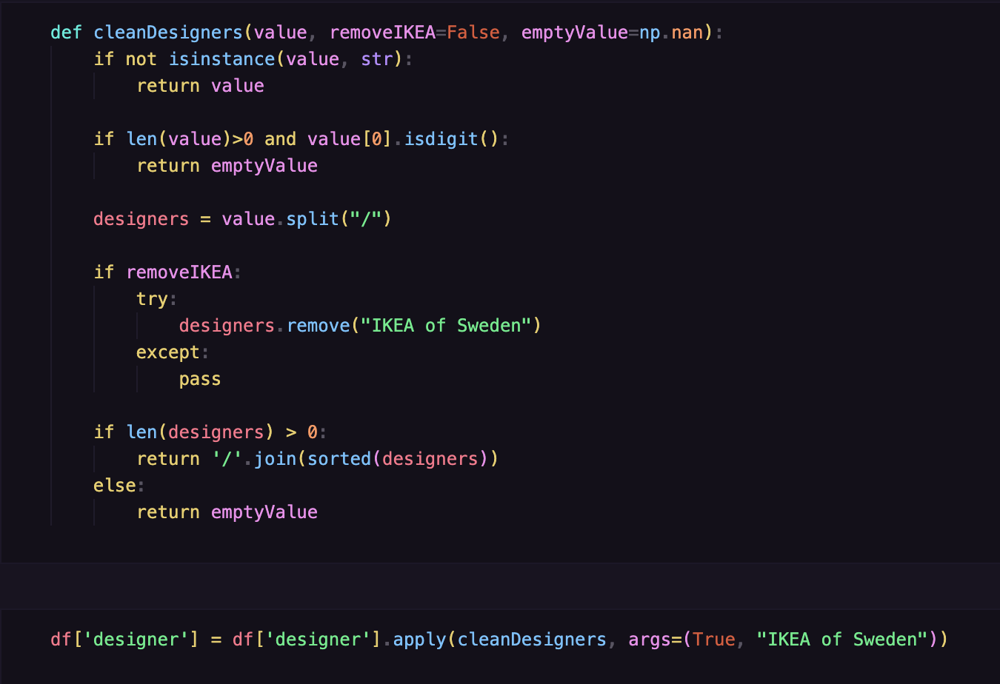 def cleanDesigners(value, removeIKEA=False, emptyValue=np.nan):
    if not isinstance(value, str):
        return value
    if len(value)>0 and value[0].isdigit():
        return emptyValue
    designers = value.split("/")
    if removeIKEA:
        try:
            designers.remove("IKEA of Sweden")
        except:
            pass
    if len(designers) > 0:
        return '/'.join(sorted(designers))
    else:
        return emptyValue
df['designer'] = df['designer'].apply(cleanDesigners, args=(True, "IKEA of Sweden"))